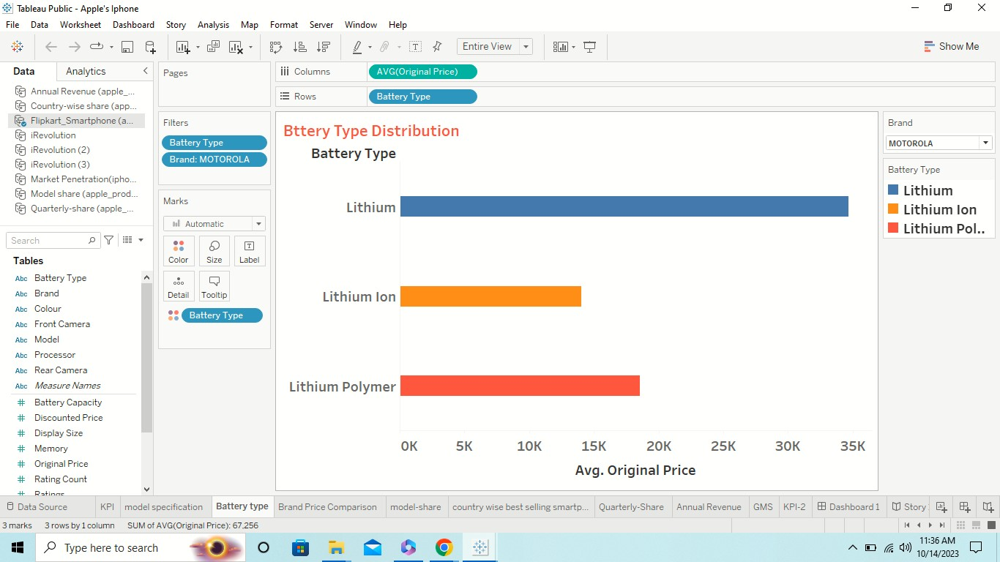 Tableau Public - Apple's Iphone
File Data Worksheet Dashboard Story Analysis Map Format Server Window Help
Entire View
Show Me
Data Analytics
Annual Revenue (apple_...
Country-wise share (app...
Flipkart_Smartphone (a...
iRevolution
iRevolution (2)
iRevolution (3)
Market Penetration(ipho...
Model share (apple_prod...
Quarterly-share (apple_...
Search
Tables
Abc Battery Type
Abc Brand
Abc Colour
Abc Front Camera
Abc Model
Abc Processor
Abc Rear Camera
Abc Measure Names
# Battery Capacity
# Discounted Price
# Display Size
# Memory
# Original Price
# Rating Count
# Ratings
Pages
Filters
Battery Type
Brand: MOTOROLA
Marks
Automatic
Color Size Label
Detail Tooltip
Battery Type
Columns AVG(Original Price)
Rows Battery Type
Bttery Type Distribution
Battery Type
Lithium
Lithium Ion
Lithium Polymer
0K 5K 10K 15K 20K 25K 30K 35K
Avg. Original Price
Brand
MOTOROLA
Battery Type
Lithium
Lithium Ion
Lithium Pol..
Data Source KPI model specification Battery type Brand Price Comparison model-share country wise best selling smartp... Quarterly-Share Annual Revenue GMS KPI-2 Dashboard 1 Story
3 marks 3 rows by 1 column SUM of AVG(Original Price): 67,256
Type here to search
11:36 AM
10/14/2023